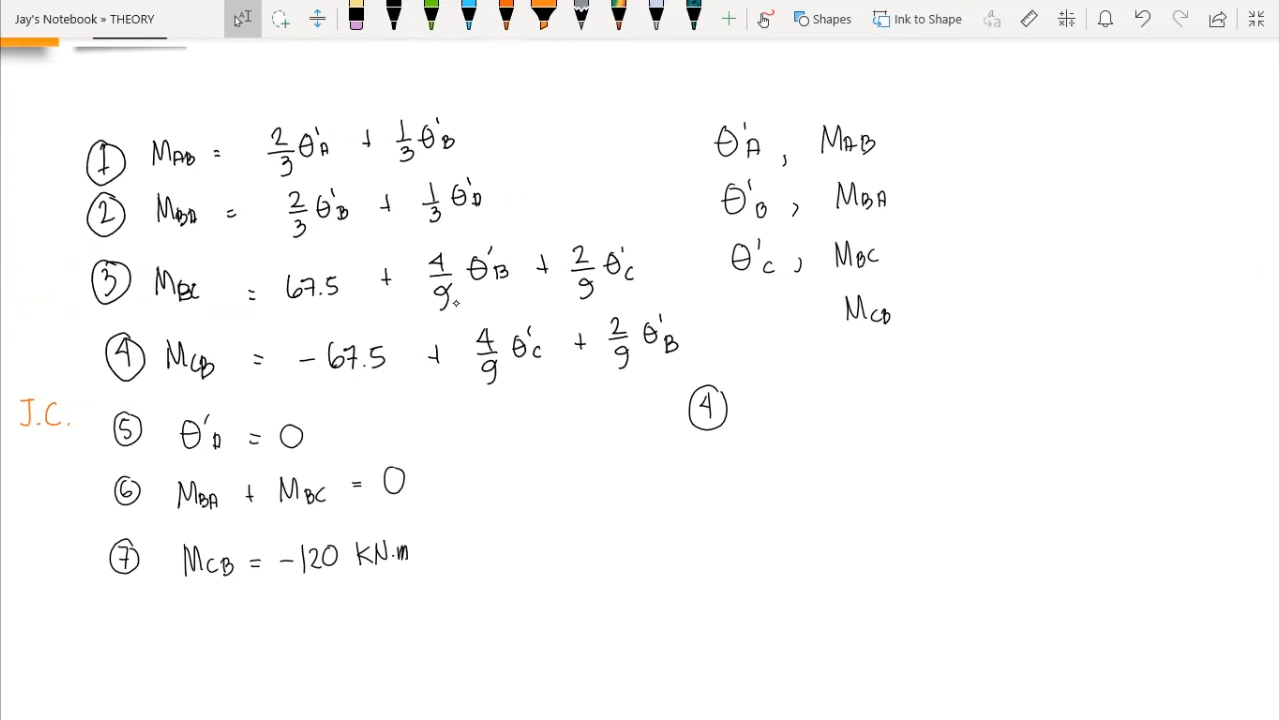 Jay's Notebook » THEORY
Shapes
Ink to Shape
① MAB = 2/3 θ'A + 1/3 θ'B
② MBA = 2/3 θ'B + 1/3 θ'A
③ MBC = 67.5 + 4/9 θ'B + 2/9 θ'C
④ MCB = -67.5 + 4/9 θ'C + 2/9 θ'B
J.C.
⑤ θ'A = 0
⑥ MBA + MBC = 0
⑦ MCB = -120 KN.m
θ'A , MAB
θ'B , MBA
θ'C , MBC
MCB
④